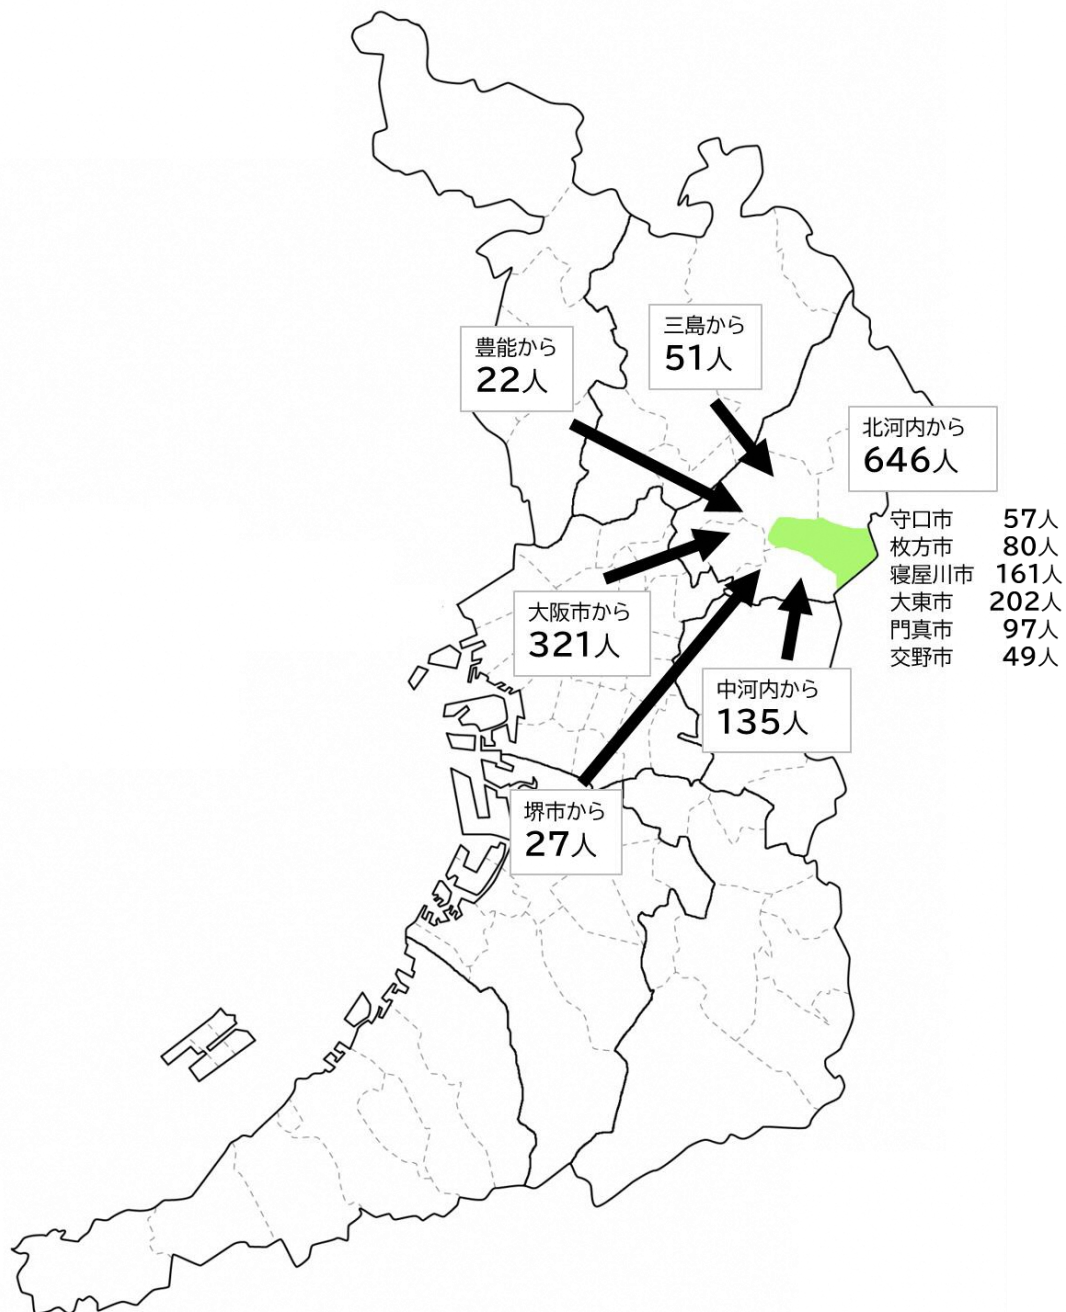 三島から
51人
豊能から
22人
北河内から
646人
守口市 57人
枚方市 80人
寝屋川市 161人
大東市 202人
門真市 97人
交野市 49人
大阪市から
321人
中河内から
135人
堺市から
27人